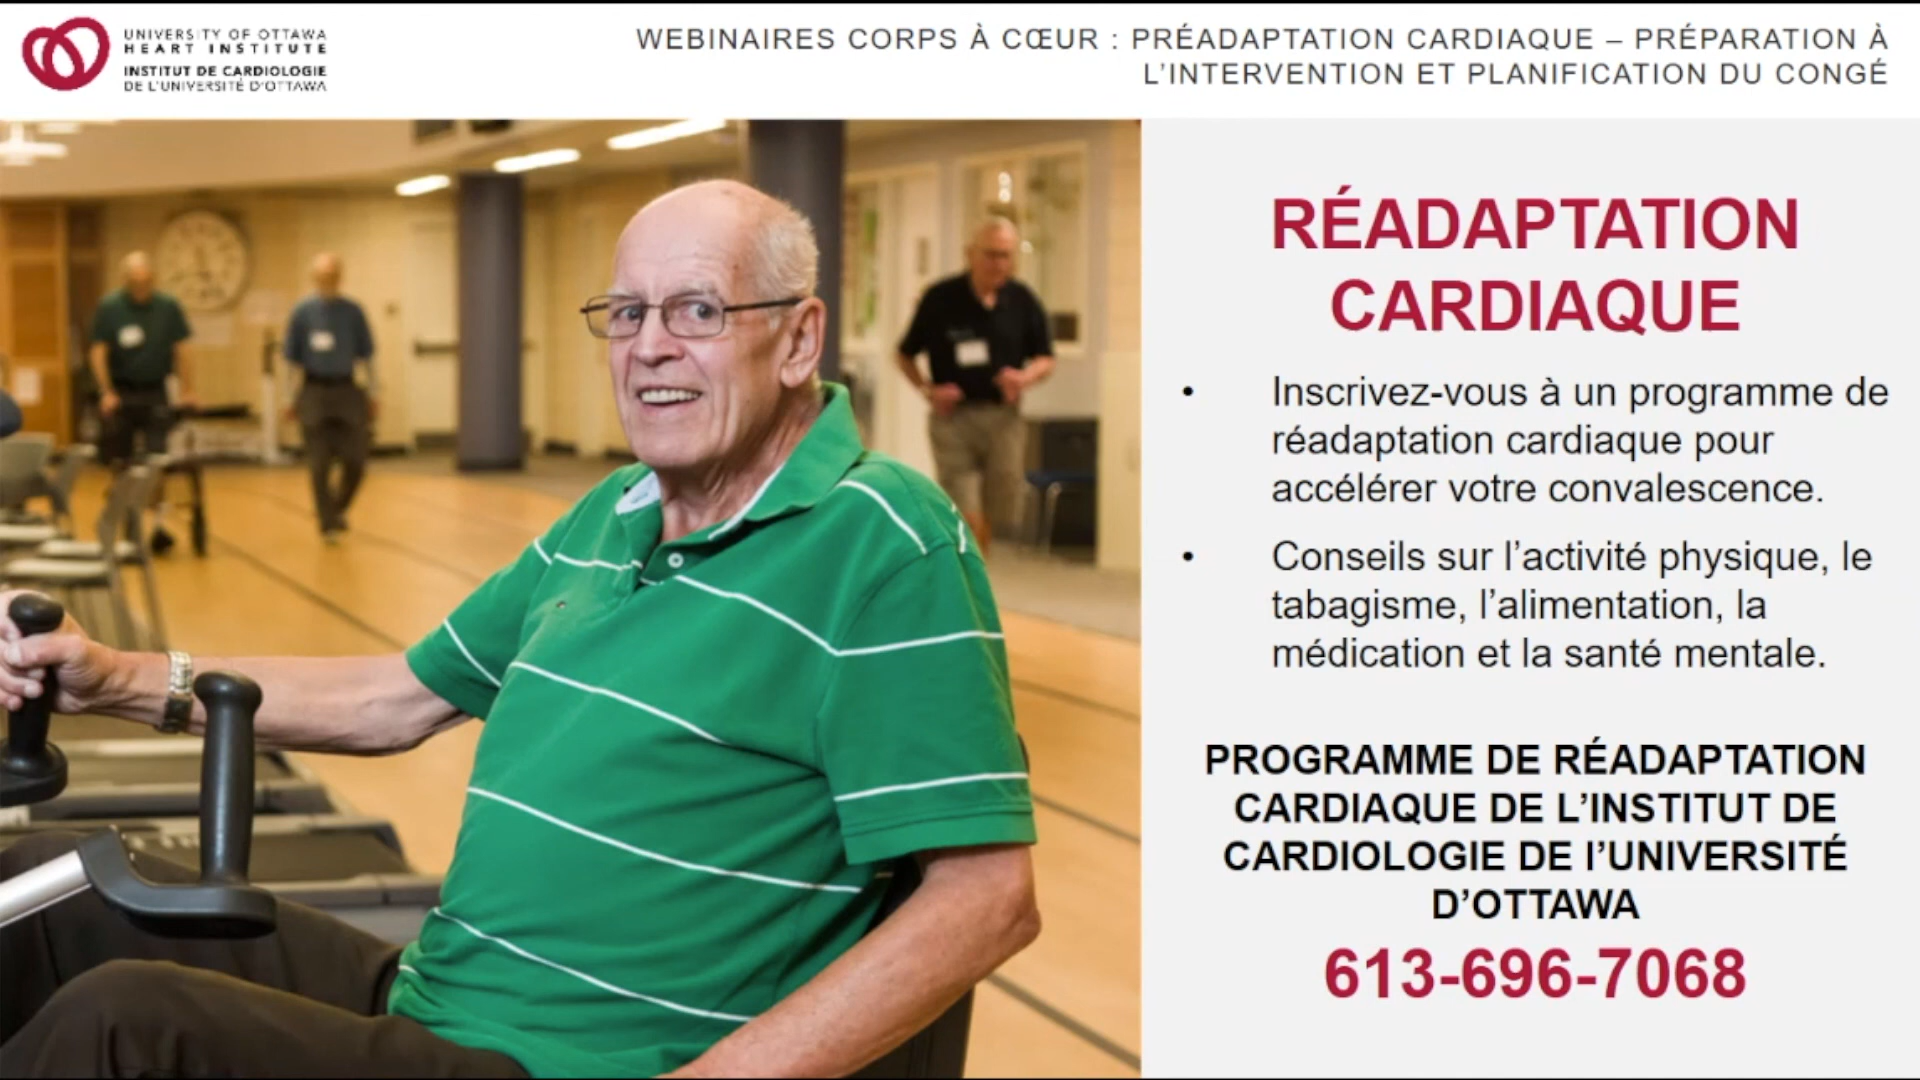 UNIVERSITY OF OTTAWA
HEART INSTITUTE
INSTITUT DE CARDIOLOGIE
DE L'UNIVERSITÉ D'OTTAWA
WEBINAIRES CORPS À CŒUR : PRÉADAPTATION CARDIAQUE – PRÉPARATION À
L'INTERVENTION ET PLANIFICATION DU CONGÉ
RÉADAPTATION
CARDIAQUE
• Inscrivez-vous à un programme de
réadaptation cardiaque pour
accélérer votre convalescence.
• Conseils sur l'activité physique, le
tabagisme, l'alimentation, la
médication et la santé mentale.
PROGRAMME DE RÉADAPTATION
CARDIAQUE DE L'INSTITUT DE
CARDIOLOGIE DE l'UNIVERSITÉ
D'OTTAWA
613-696-7068